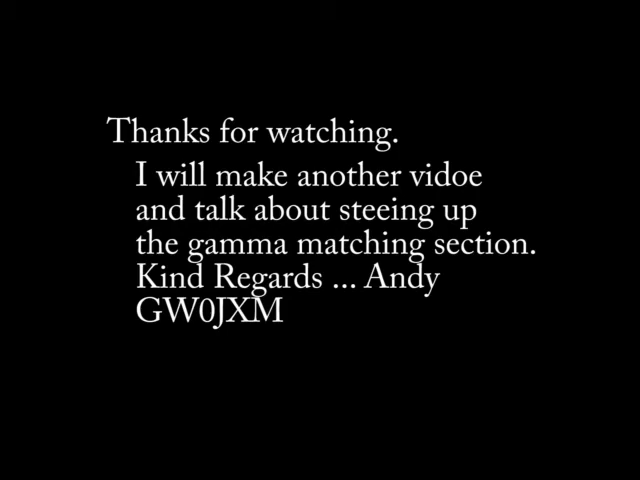 Thanks for watching.
I will make another vidoe
and talk about steeing up
the gamma matching section.
Kind Regards ... Andy
GW0JXM